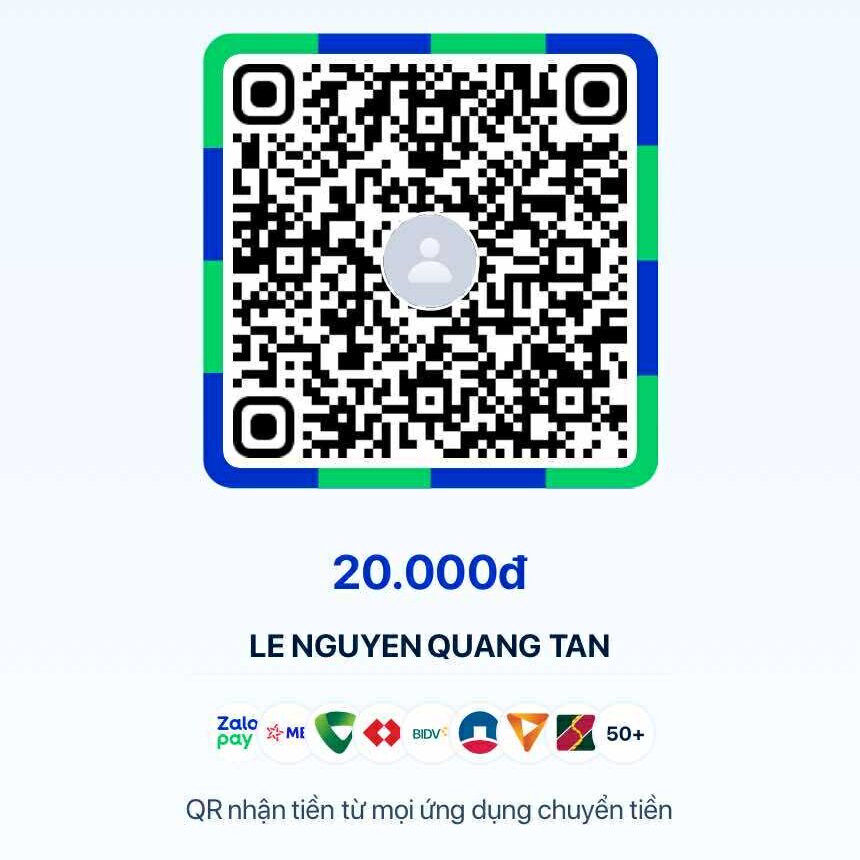 20.000đ
LE NGUYEN QUANG TAN
Zalo pay MB BIDV 50+
QR nhận tiền từ mọi ứng dụng chuyển tiền